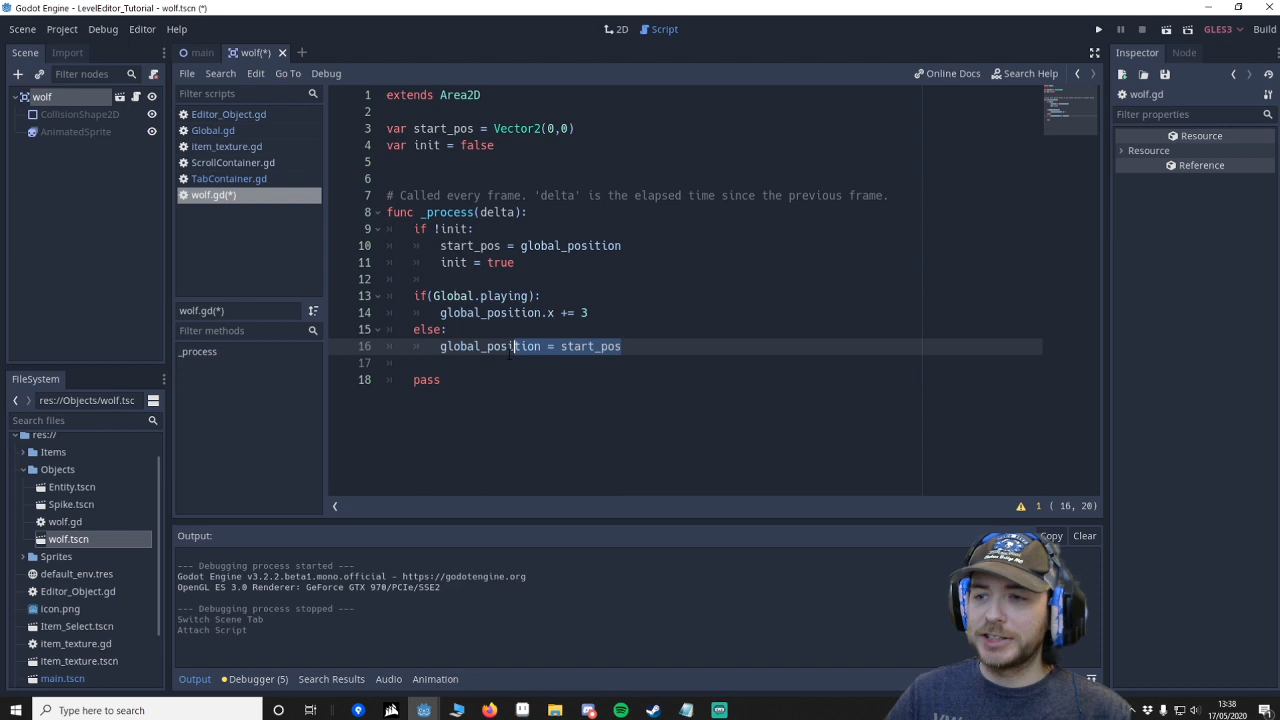 Godot Engine - LevelEditor_Tutorial - wolf.tscn (*)
Scene Project Debug Editor Help
2D Script
GLES3 Build
Scene Import
main wolf(*)
Inspector Node
Filter nodes
File Search Edit Go To Debug
Online Docs Search Help
wolf
Filter scripts
wolf.gd
CollisionShape2D
Editor_Object.gd
Filter properties
AnimatedSprite
Global.gd
Resource
Item_texture.gd
Resource
ScrollContainer.gd
Reference
TabContainer.gd
wolf.gd(*)
1 extends Area2D
2
3 var start_pos = Vector2(0,0)
4 var init = false
5
6
7 # Called every frame. 'delta' is the elapsed time since the previous frame.
8 func _process(delta):
9 if !init:
10 start_pos = global_position
11 init = true
12
13 if(Global.playing):
14 global_position.x += 3
15 else:
16 global_position = start_pos
17
18 pass
wolf.gd(*)
Filter methods
_process
FileSystem
res://Objects/wolf.tsc
Search files
res://
Items
Objects
Entity.tscn
Spike.tscn
wolf.gd
wolf.tscn
Sprites
default_env.tres
Editor_Object.gd
icon.png
Item_Select.tscn
item_texture.gd
item_texture.tscn
main.tscn
1 ( 16, 20)
Output:
Copy Clear
--- Debugging process started ---
Godot Engine v3.2.2.beta1.mono.official - https://godotengine.org
OpenGL ES 3.0 Renderer: GeForce GTX 970/PCIe/SSE2
--- Debugging process stopped ---
Switch Scene Tab
Attach Script
Output Debugger (5) Search Results Audio Animation
Type here to search
13:38
17/05/2020